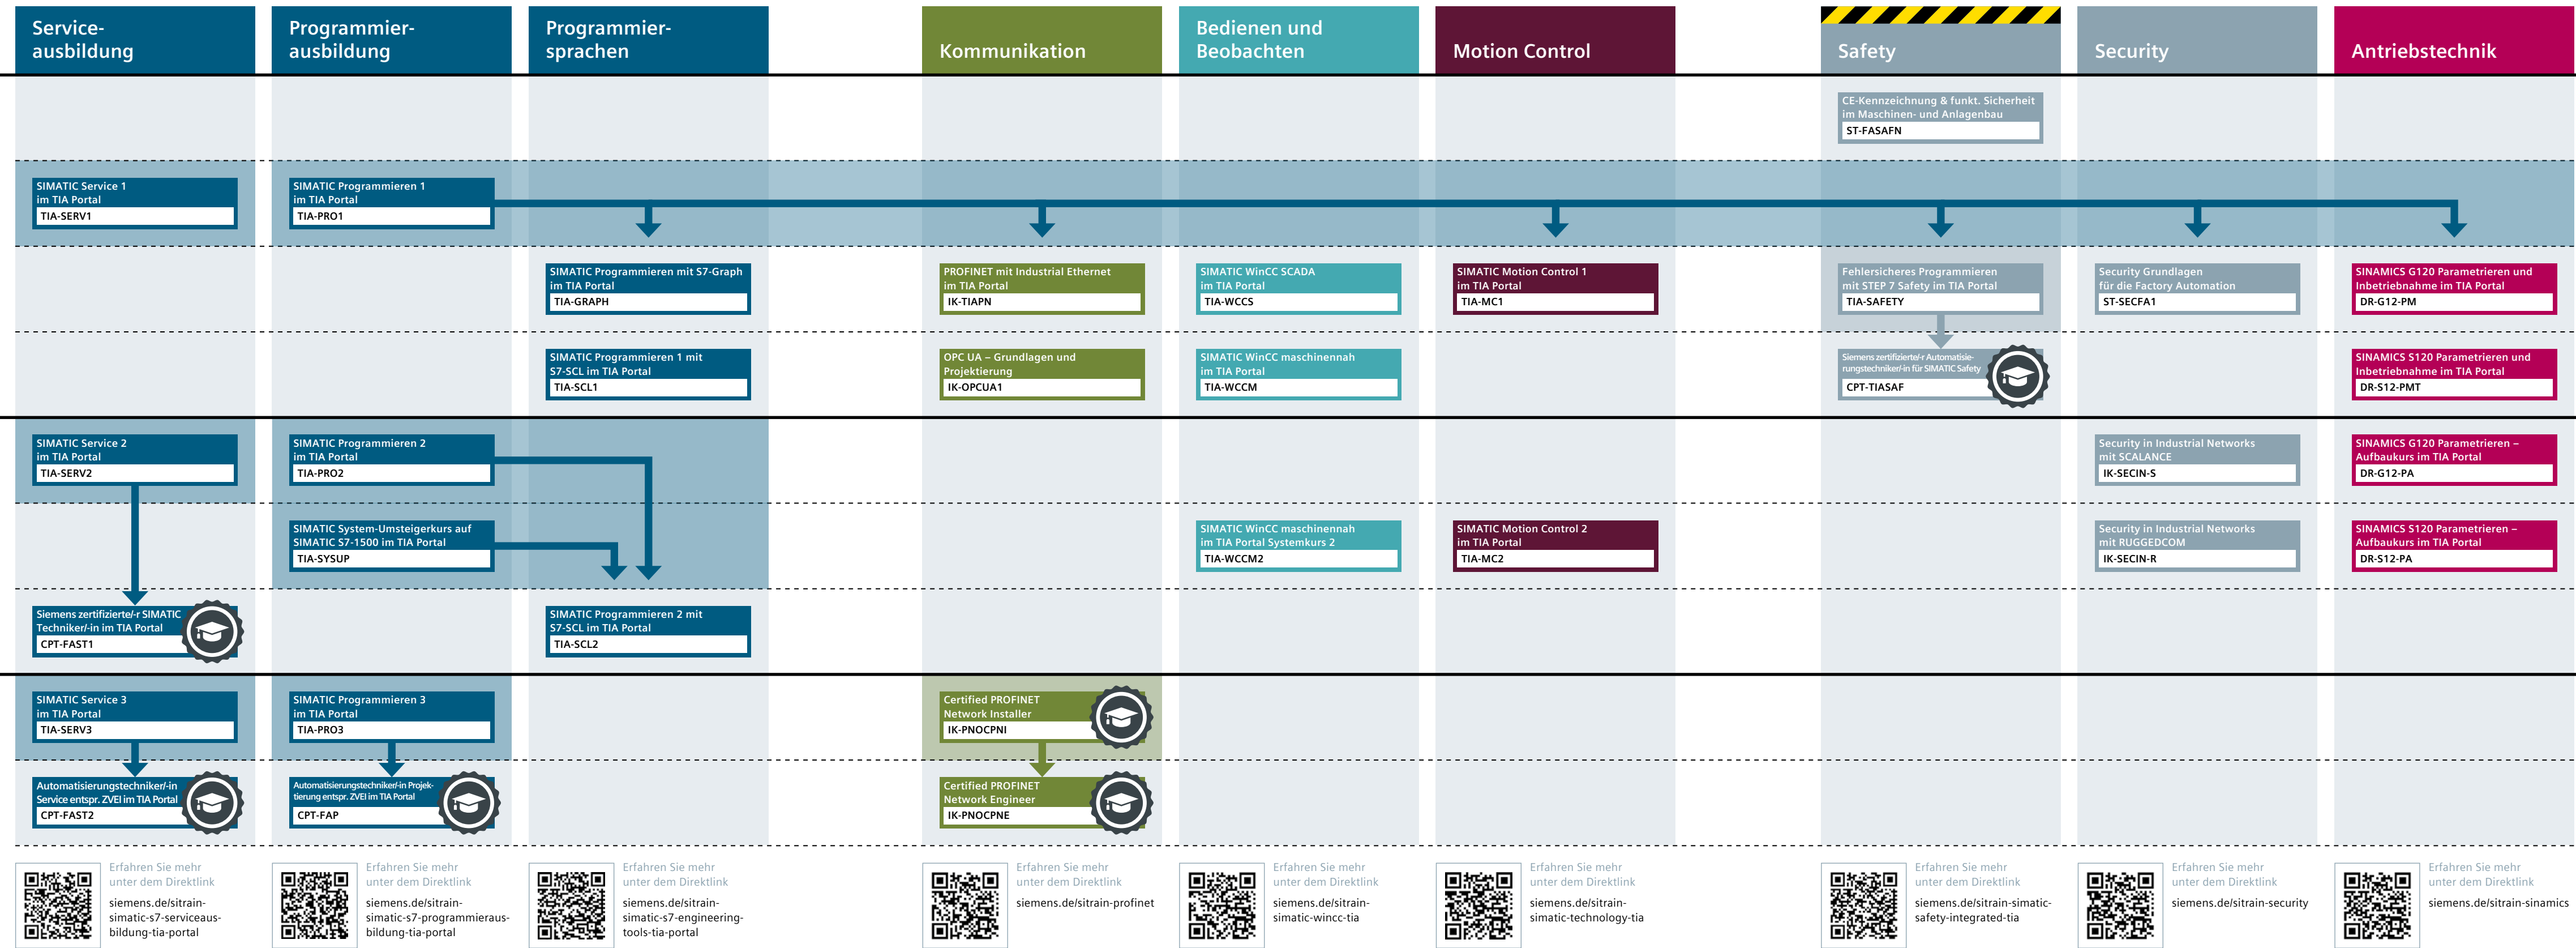 Service-
ausbildung
Programmier-
ausbildung
Programmier-
sprachen
Kommunikation
Bedienen und
Beobachten
Motion Control
Safety
Security
Antriebstechnik
CE-Kennzeichnung & funkt. Sicherheit
im Maschinen- und Anlagenbau
ST-FASAFN
SIMATIC Service 1
im TIA Portal
TIA-SERV1
SIMATIC Programmieren 1
im TIA Portal
TIA-PRO1
SIMATIC Programmieren mit S7-Graph
im TIA Portal
TIA-GRAPH
PROFINET mit Industrial Ethernet
im TIA Portal
IK-TIAPN
SIMATIC WinCC SCADA
im TIA Portal
TIA-WCCS
SIMATIC Motion Control 1
im TIA Portal
TIA-MC1
Fehlersicheres Programmieren
mit STEP 7 Safety im TIA Portal
TIA-SAFETY
Security Grundlagen
für die Factory Automation
ST-SECFA1
SINAMICS G120 Parametrieren und
Inbetriebnahme im TIA Portal
DR-G12-PM
SIMATIC Programmieren 1 mit
S7-SCL im TIA Portal
TIA-SCL1
OPC UA – Grundlagen und
Projektierung
IK-OPCUA1
SIMATIC WinCC maschinennah
im TIA Portal
TIA-WCCM
Siemens zertifizierte/-r Automatisie-
rungstechniker/-in für SIMATIC Safety
CPT-TIASAF
SINAMICS S120 Parametrieren und
Inbetriebnahme im TIA Portal
DR-S12-PMT
SIMATIC Service 2
im TIA Portal
TIA-SERV2
SIMATIC Programmieren 2
im TIA Portal
TIA-PRO2
Security in Industrial Networks
mit SCALANCE
IK-SECIN-S
SINAMICS G120 Parametrieren –
Aufbaukurs im TIA Portal
DR-G12-PA
SIMATIC System-Umsteigerkurs auf
SIMATIC S7-1500 im TIA Portal
TIA-SYSUP
SIMATIC WinCC maschinennah
im TIA Portal Systemkurs 2
TIA-WCCM2
SIMATIC Motion Control 2
im TIA Portal
TIA-MC2
Security in Industrial Networks
mit RUGGEDCOM
IK-SECIN-R
SINAMICS S120 Parametrieren –
Aufbaukurs im TIA Portal
DR-S12-PA
Siemens zertifizierte/-r SIMATIC
Techniker/-in im TIA Portal
CPT-FAST1
SIMATIC Programmieren 2 mit
S7-SCL im TIA Portal
TIA-SCL2
SIMATIC Service 3
im TIA Portal
TIA-SERV3
SIMATIC Programmieren 3
im TIA Portal
TIA-PRO3
Certified PROFINET
Network Installer
IK-PNOCPNI
Automatisierungstechniker/-in
Service entspr. ZVEI im TIA Portal
CPT-FAST2
Automatisierungstechniker/-in Projek-
tierung entspr. ZVEI im TIA Portal
CPT-FAP
Certified PROFINET
Network Engineer
IK-PNOCPNE
Erfahren Sie mehr
unter dem Direktlink
siemens.de/sitrain-
simatic-s7-serviceaus-
bildung-tia-portal
Erfahren Sie mehr
unter dem Direktlink
siemens.de/sitrain-
simatic-s7-programmieraus-
bildung-tia-portal
Erfahren Sie mehr
unter dem Direktlink
siemens.de/sitrain-
simatic-s7-engineering-
tools-tia-portal
Erfahren Sie mehr
unter dem Direktlink
siemens.de/sitrain-profinet
Erfahren Sie mehr
unter dem Direktlink
siemens.de/sitrain-
simatic-wincc-tia
Erfahren Sie mehr
unter dem Direktlink
siemens.de/sitrain-
simatic-technology-tia
Erfahren Sie mehr
unter dem Direktlink
siemens.de/sitrain-simatic-
safety-integrated-tia
Erfahren Sie mehr
unter dem Direktlink
siemens.de/sitrain-security
Erfahren Sie mehr
unter dem Direktlink
siemens.de/sitrain-sinamics